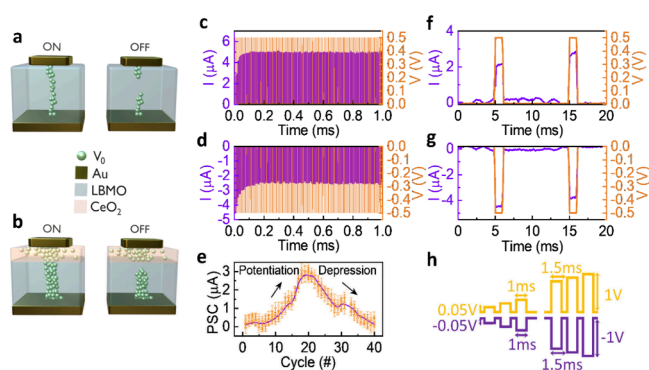 a
ON
OFF
V0
Au
LBMO
CeO2
b
ON
OFF
c
6
4
2
0
I (µA)
0.5
0.4
0.3
0.2
0.1
0.0
V (V)
0.0 0.2 0.4 0.6 0.8 1.0
Time (ms)
d
0
-1
-2
-3
-4
-5
I (µA)
0.0
-0.1
-0.2
-0.3
-0.4
-0.5
V (V)
0.0 0.2 0.4 0.6 0.8 1.0
Time (ms)
e
Potentiation
Depression
3
2
1
0
PSC (µA)
0 10 20 30 40
Cycle (#)
f
4
2
0
I (µA)
0.5
0.4
0.3
0.2
0.1
0.0
V (V)
0 5 10 15 20
Time (ms)
g
0
-2
-4
I (µA)
0.0
-0.1
-0.2
-0.3
-0.4
-0.5
V (V)
0 5 10 15 20
Time (ms)
h
1.5ms
1ms
0.05V
1V
-0.05V
-1V
1ms
1.5ms